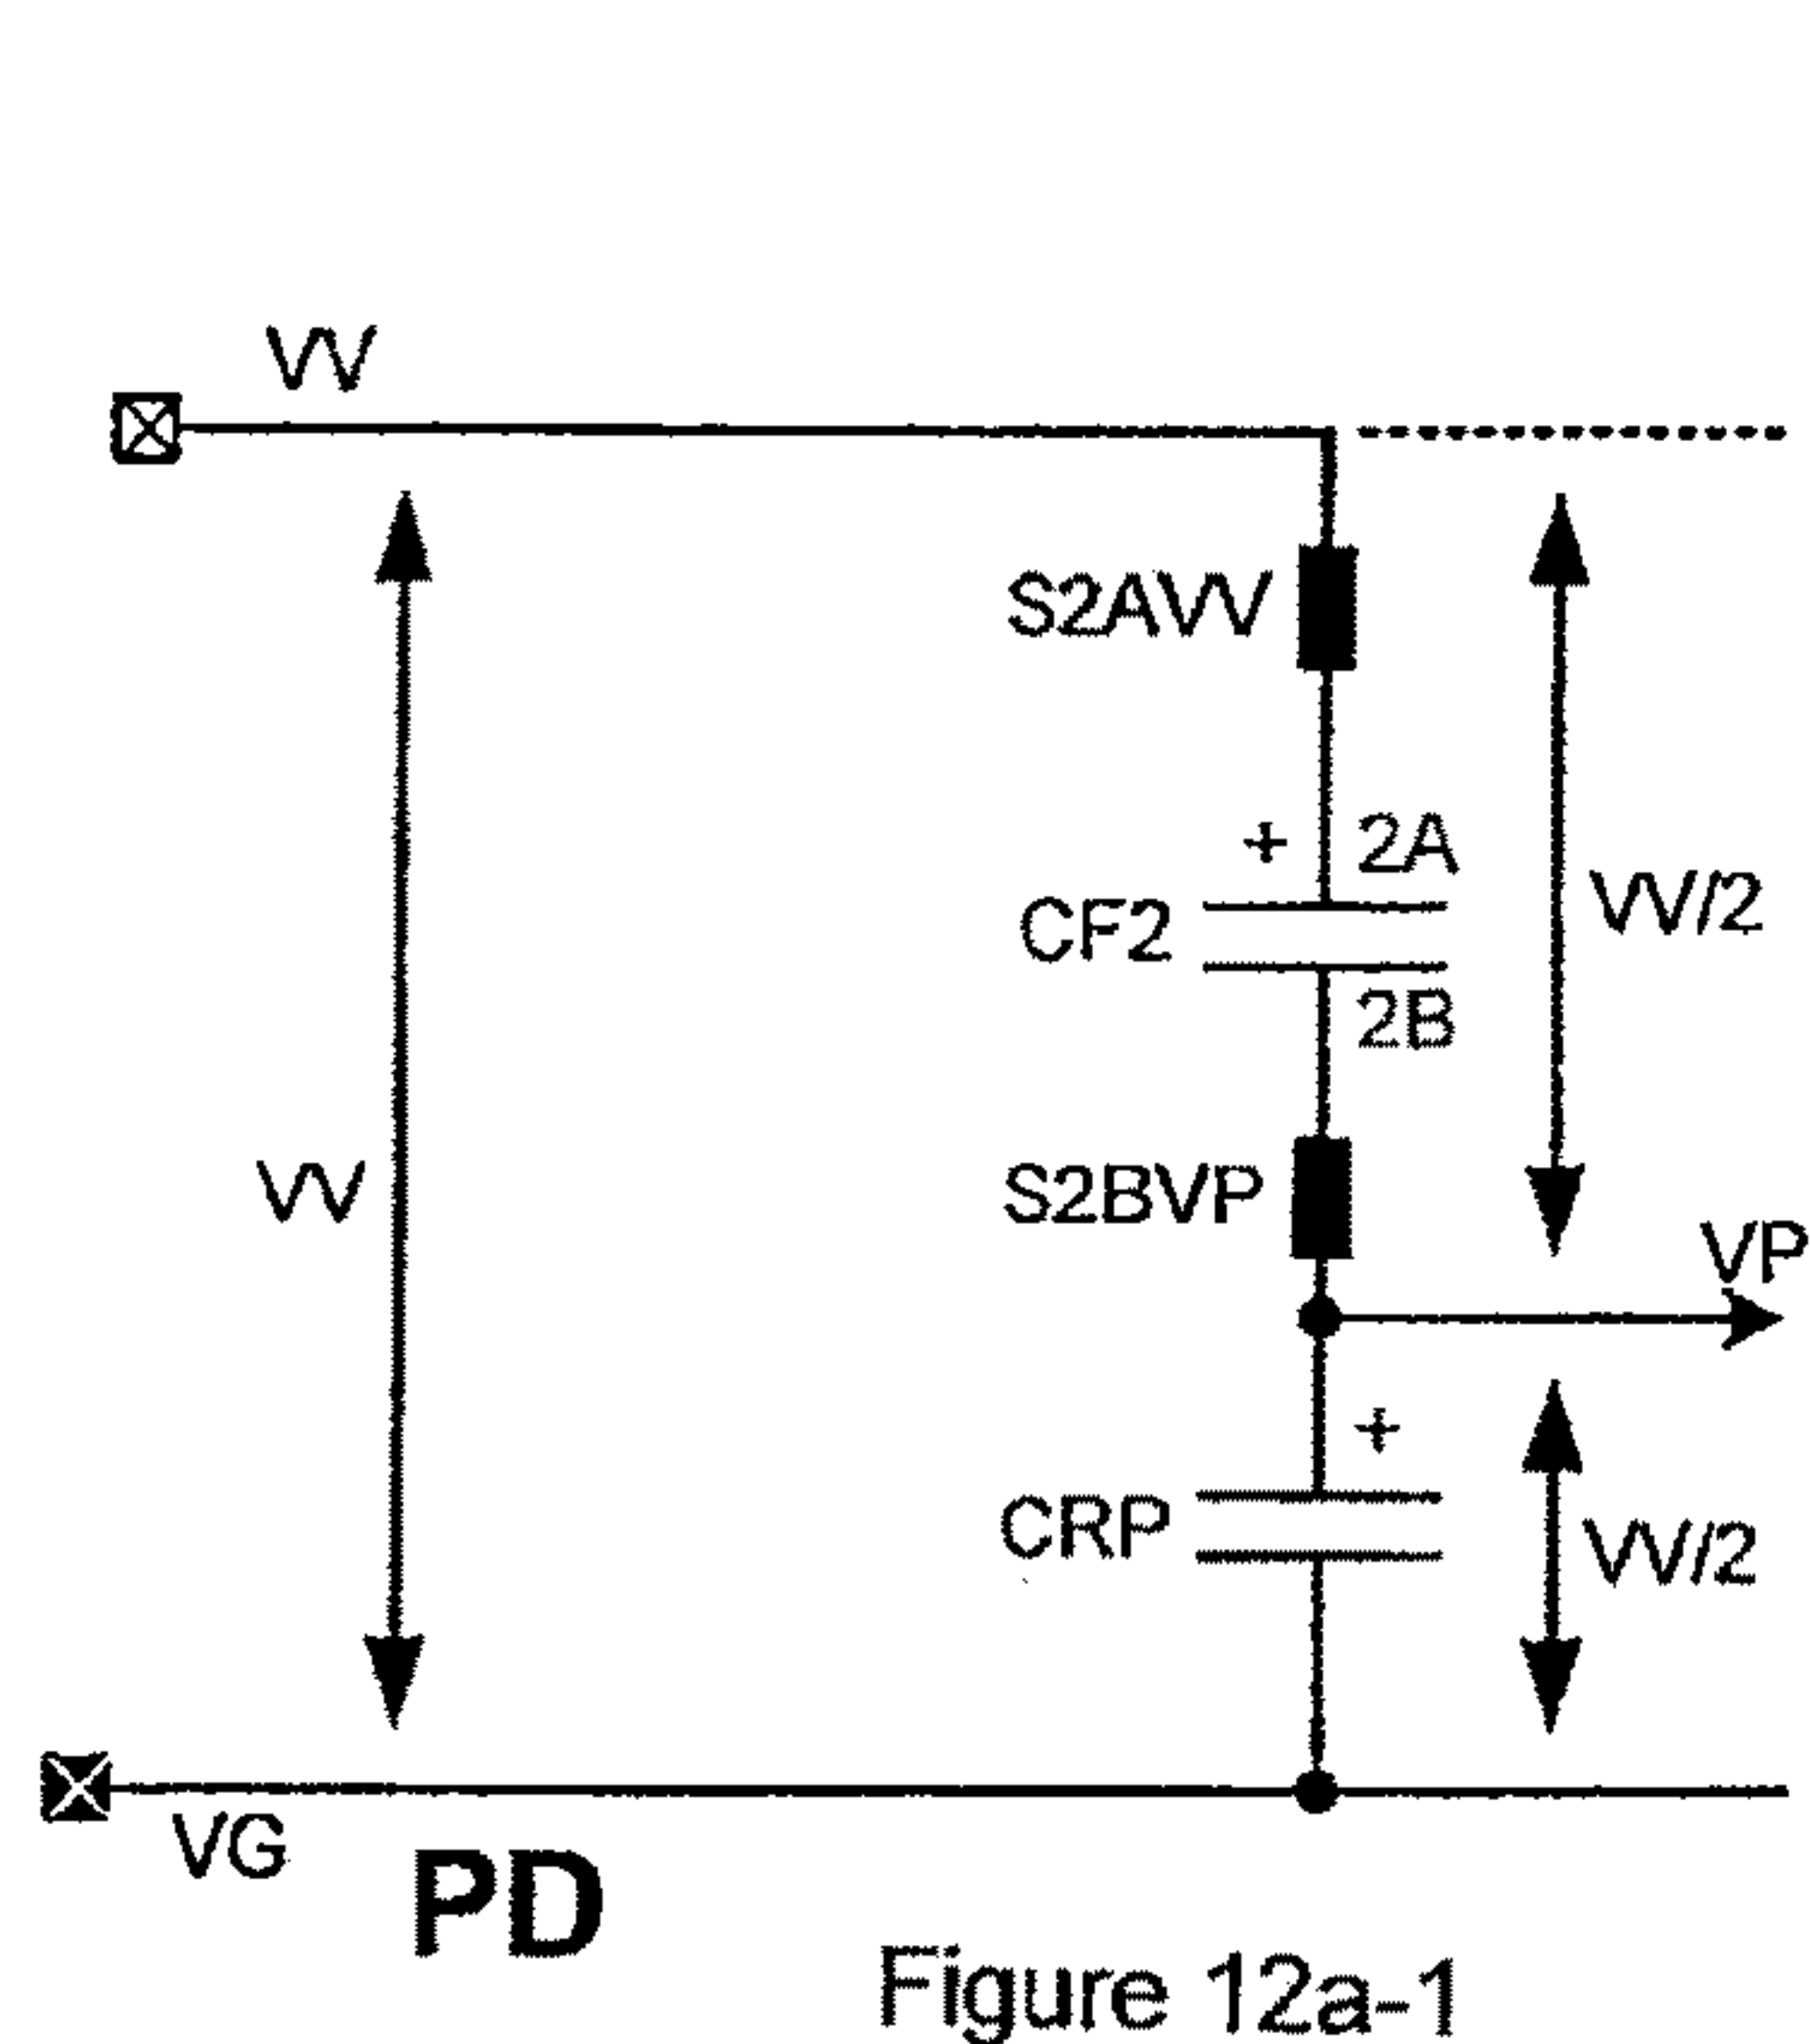 VV
S2AVV
2A
+
CF2
VV/2
2B
VV
S2BVP
VP
+
CRP
VV/2
VG
PD
Figure 12a-1